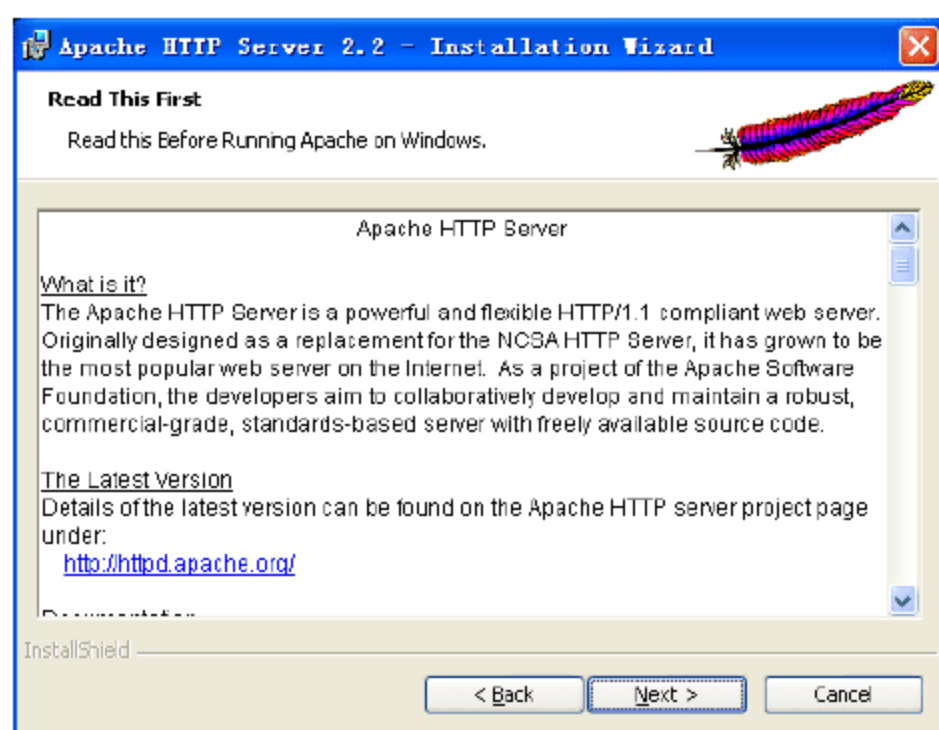 Apache HTTP Server 2.2 - Installation Wizard
Read This First
Read this Before Running Apache on Windows.
Apache HTTP Server
What is it?
The Apache HTTP Server is a powerful and flexible HTTP/1.1 compliant web server.
Originally designed as a replacement for the NCSA HTTP Server, it has grown to be
the most popular web server on the Internet.  As a project of the Apache Software
Foundation, the developers aim to collaboratively develop and maintain a robust,
commercial-grade, standards-based server with freely available source code.
The Latest Version
Details of the latest version can be found on the Apache HTTP server project page
under:
http://httpd.apache.org/
Documentation
InstallShield
< Back
Next >
Cancel